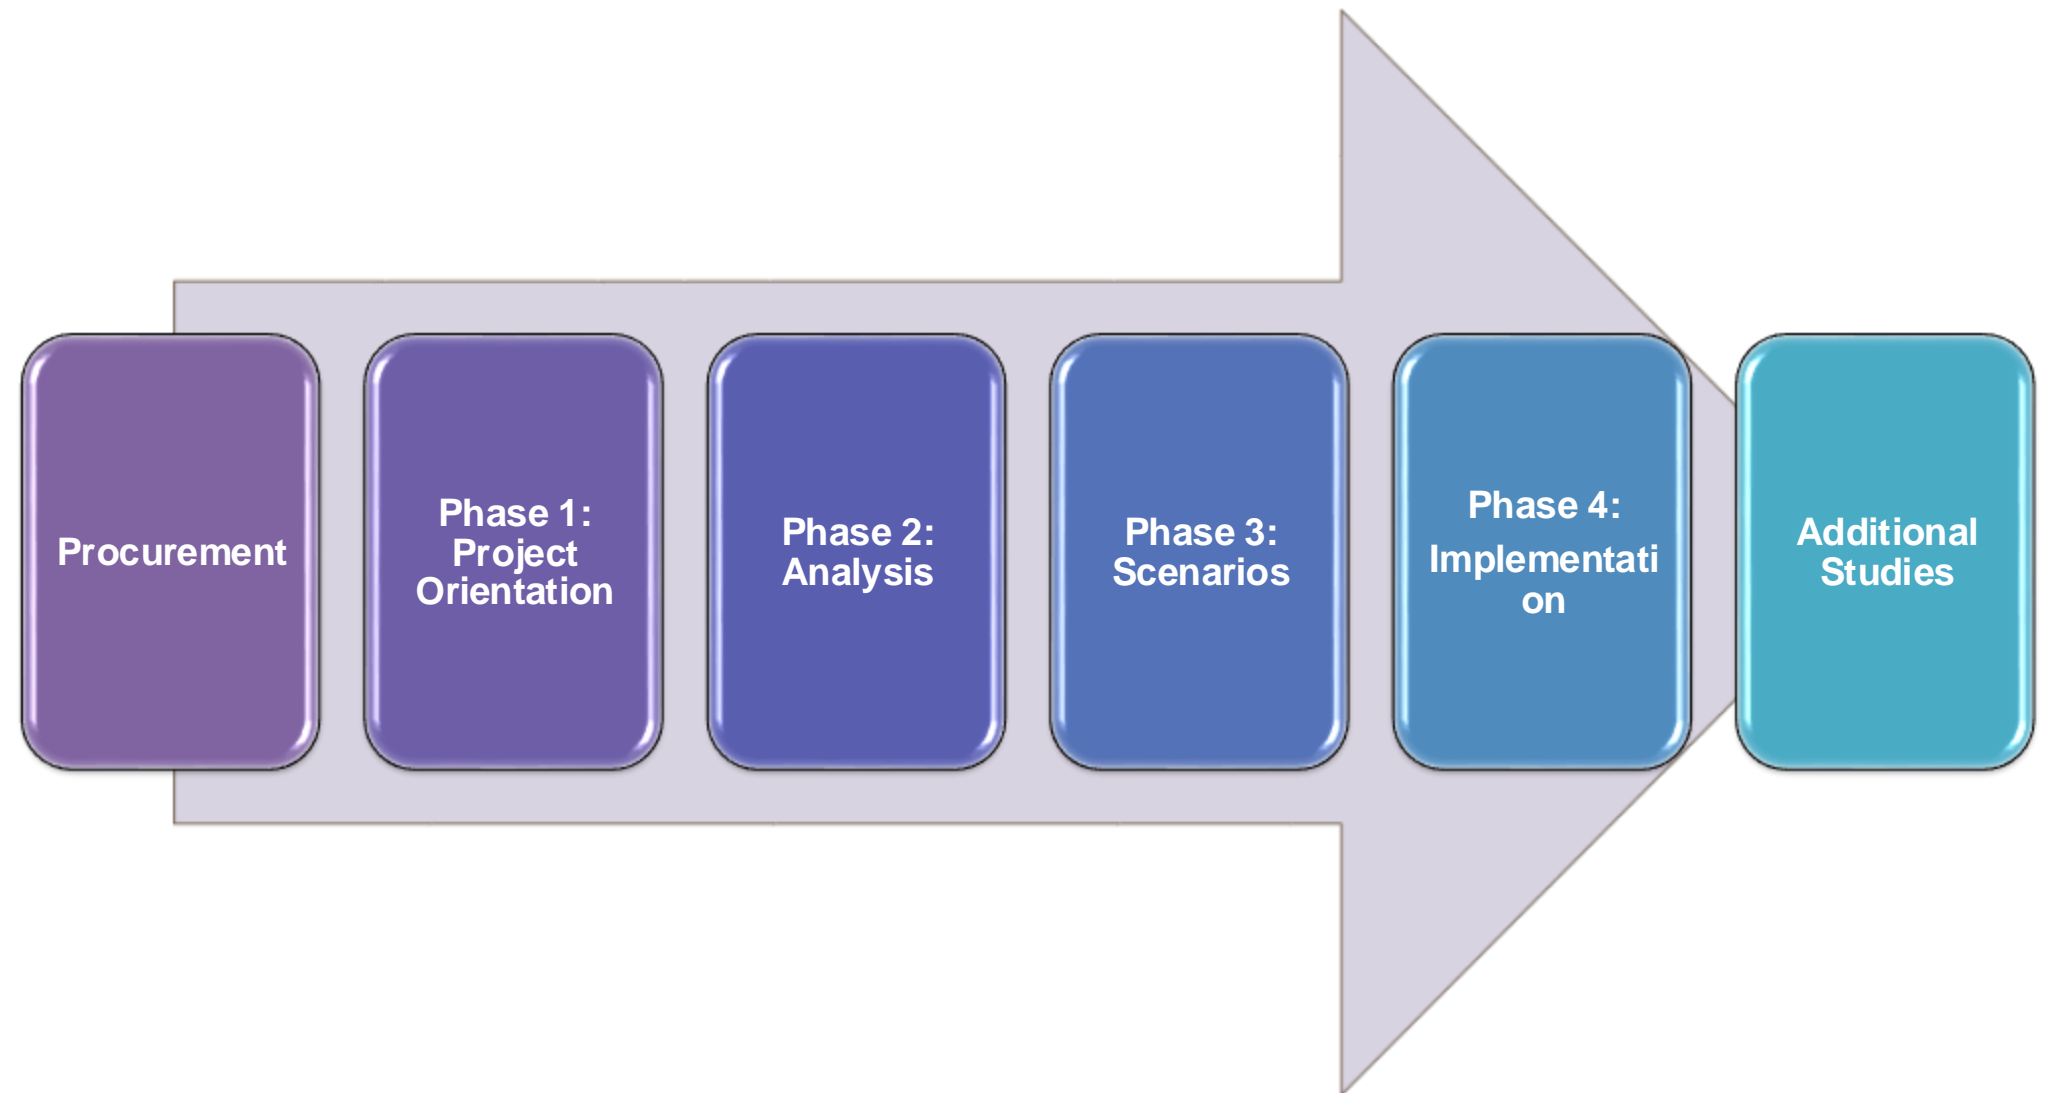 Procurement
Phase 1:
Project
Orientation
Phase 2:
Analysis
Phase 3:
Scenarios
Phase 4:
Implementati
on
Additional
Studies